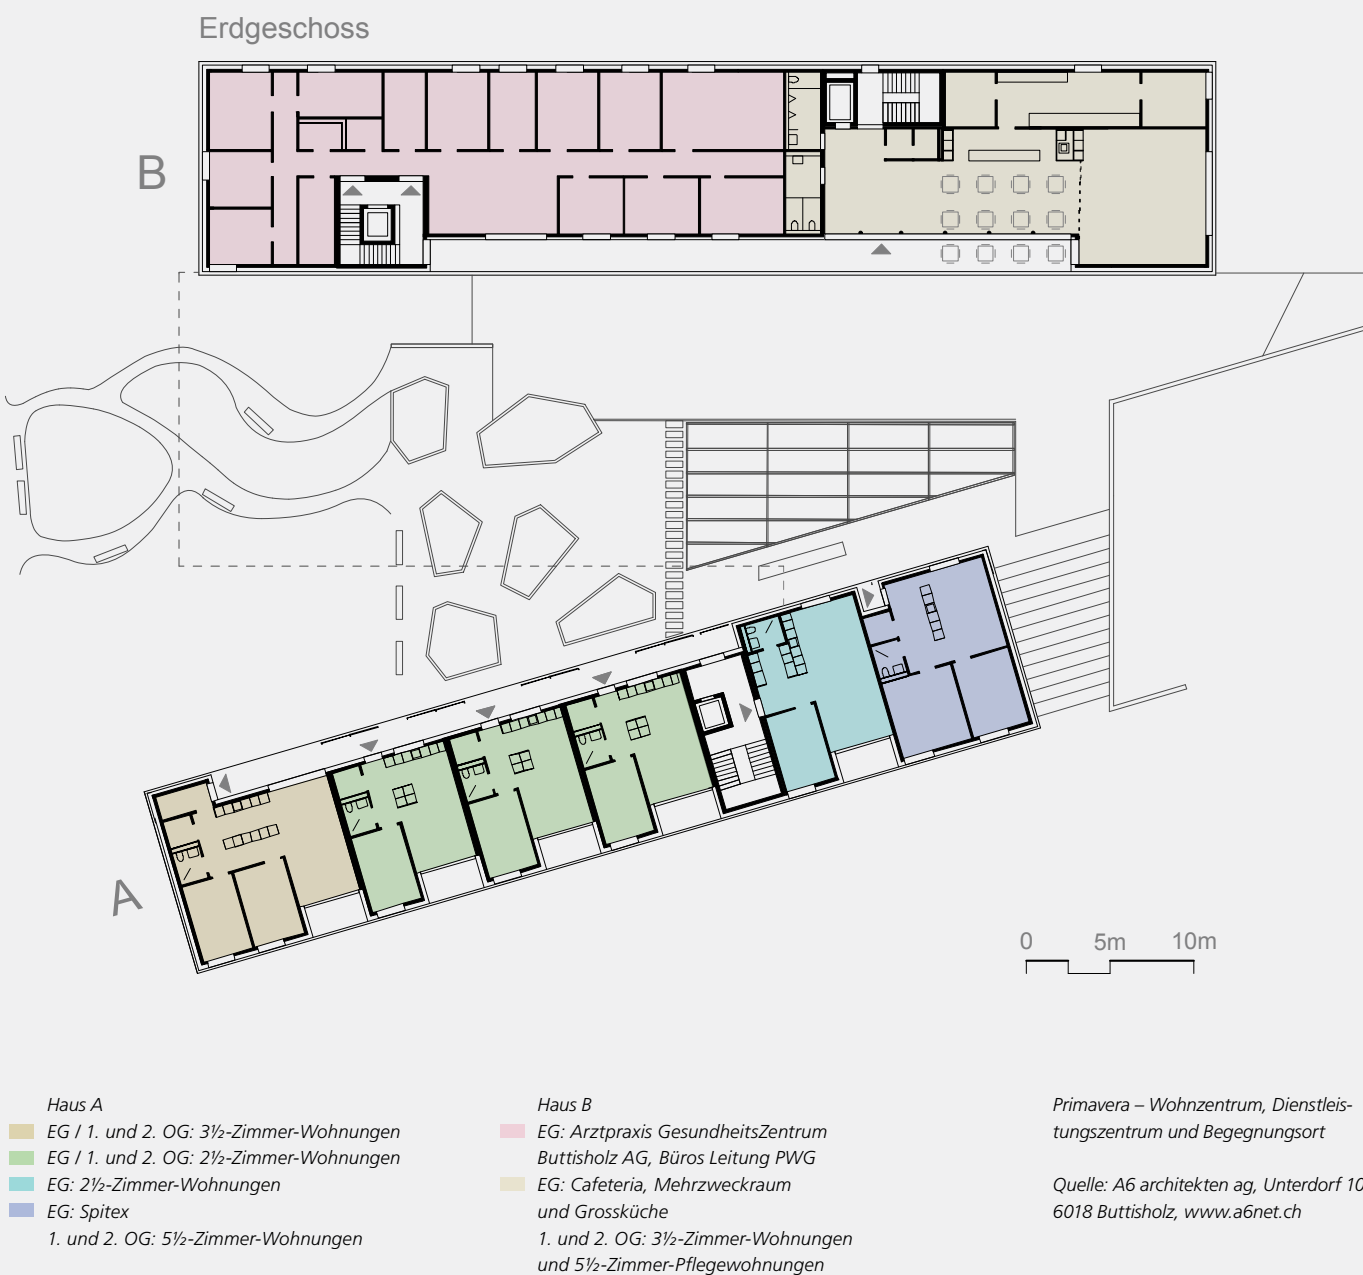 Erdgeschoss
B
A
0 5m 10m
Haus A
EG / 1. und 2. OG: 3½-Zimmer-Wohnungen
EG / 1. und 2. OG: 2½-Zimmer-Wohnungen
EG: 2½-Zimmer-Wohnungen
EG: Spitex
1. und 2. OG: 5½-Zimmer-Wohnungen
Haus B
EG: Arztpraxis GesundheitsZentrum
Buttisholz AG, Büros Leitung PWG
EG: Cafeteria, Mehrzweckraum
und Grossküche
1. und 2. OG: 3½-Zimmer-Wohnungen
und 5½-Zimmer-Pflegewohnungen
Primavera – Wohnzentrum, Dienstleis-
tungszentrum und Begegnungsort
Quelle: A6 architekten ag, Unterdorf 10
6018 Buttisholz, www.a6net.ch